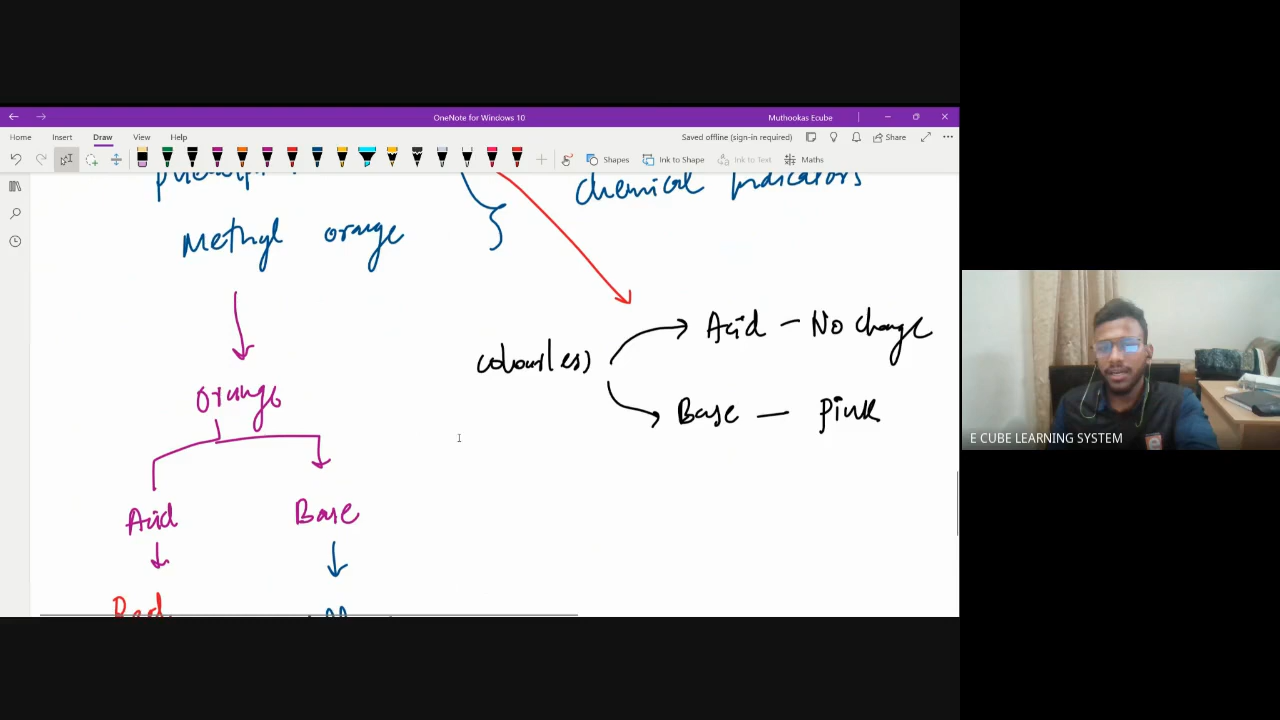 OneNote for Windows 10
Muthookas Ecube
Home Insert Draw View Help
Saved offline (sign-in required)
Share
Shapes
Ink to Shape
Ink to Text
Maths
chemical Indicators
Methyl orange
Acid - No change
colourless
Base - pink
orange
Acid Base
Red
E CUBE LEARNING SYSTEM